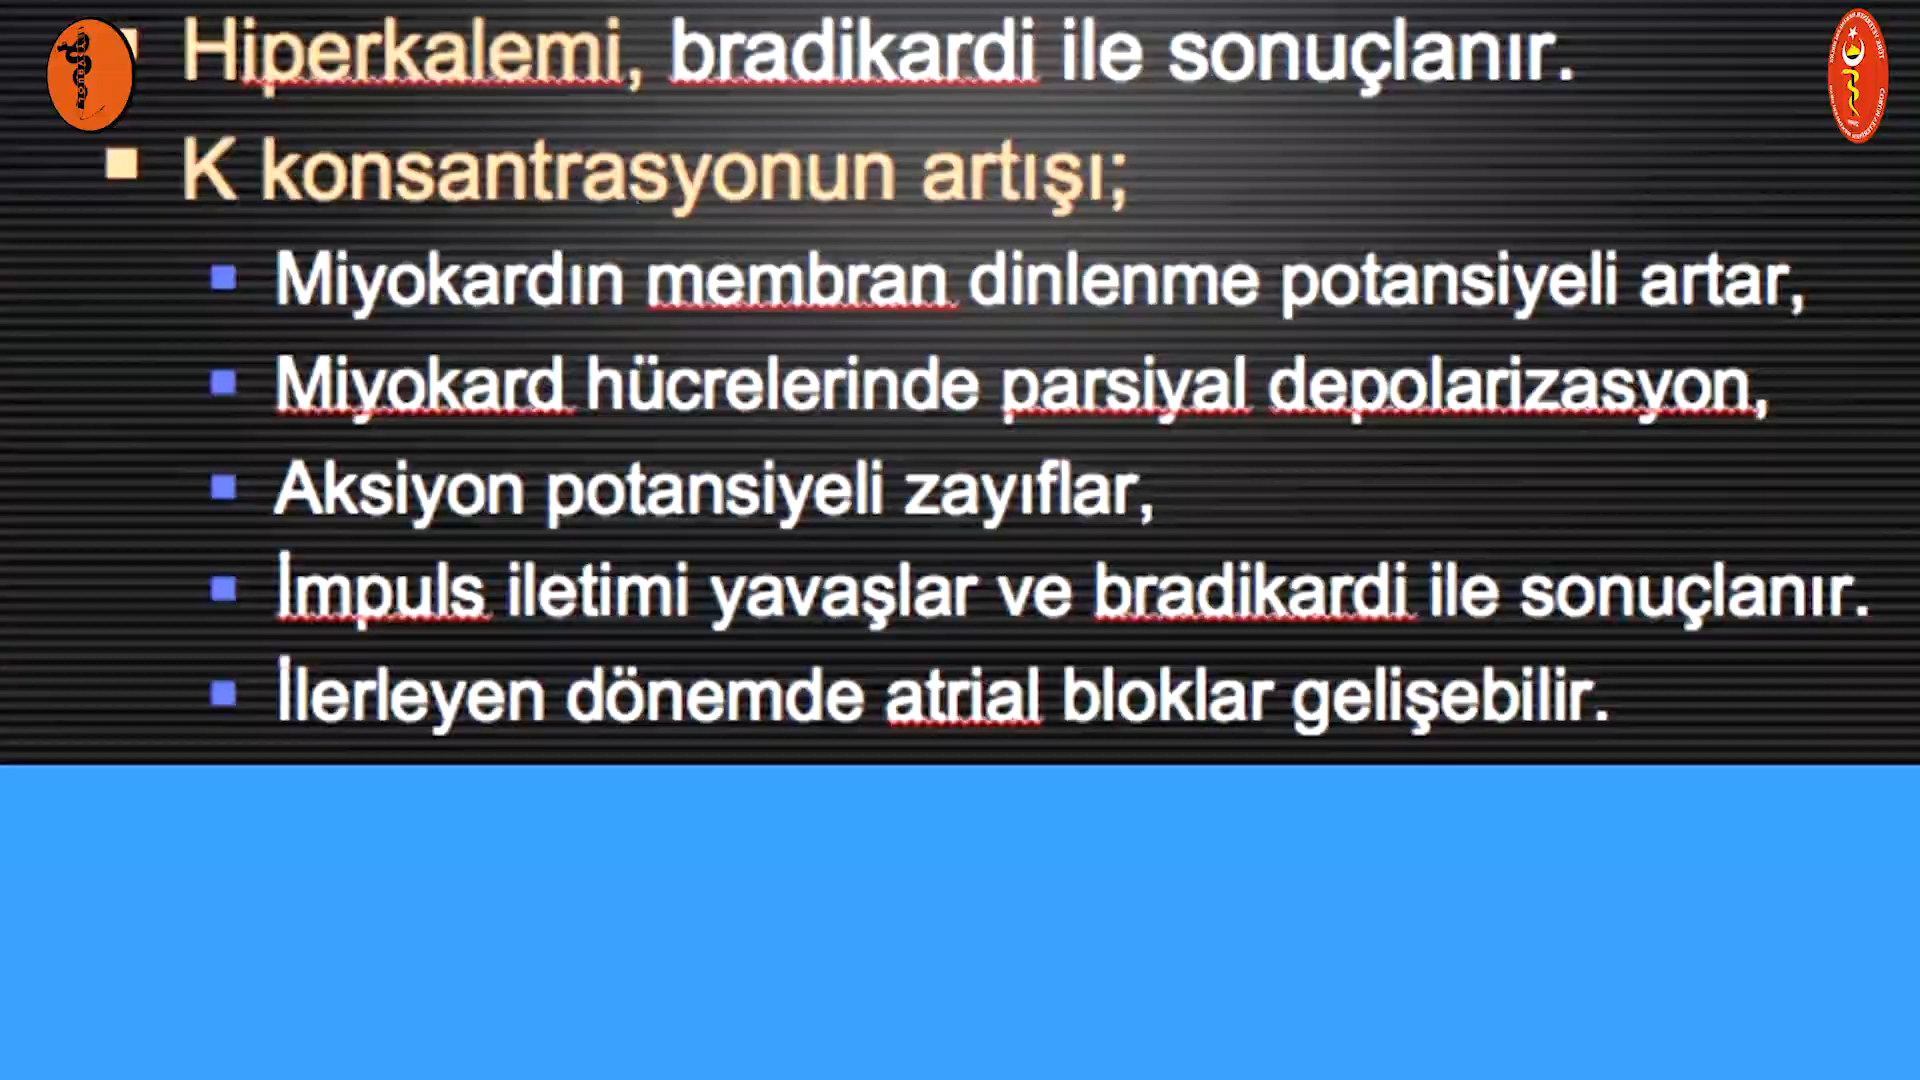 Hiperkalemi, bradikardi ile sonuçlanır.
K konsantrasyonun artışı;
Miyokardın membran dinlenme potansiyeli artar,
Miyokard hücrelerinde parsiyal depolarizasyon,
Aksiyon potansiyeli zayıflar,
İmpuls iletimi yavaşlar ve bradikardi ile sonuçlanır.
İlerleyen dönemde atrial bloklar gelişebilir.